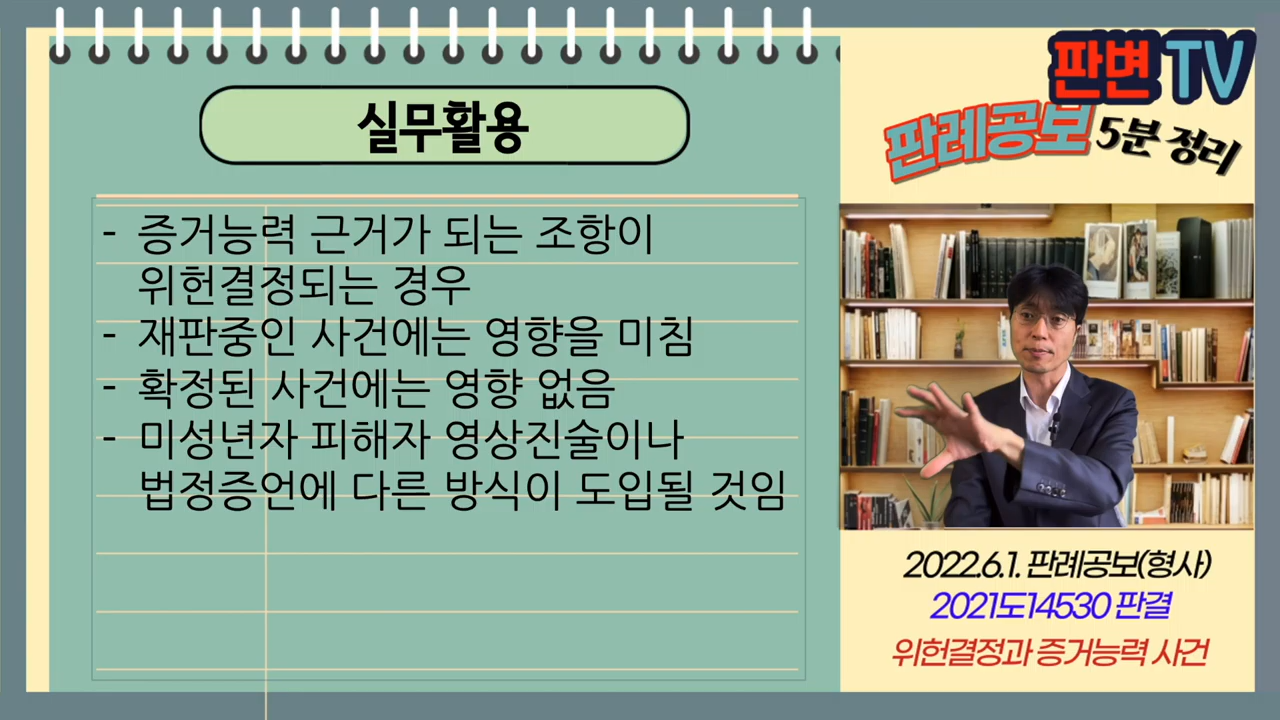 실무활용
- 증거능력 근거가 되는 조항이
위헌결정되는 경우
- 재판중인 사건에는 영향을 미침
- 확정된 사건에는 영향 없음
- 미성년자 피해자 영상진술이나
법정증언에 다른 방식이 도입될 것임
판변 TV
판례공보 5분 정리
2022.6.1. 판례공보(형사)
2021도14530 판결
위헌결정과 증거능력 사건